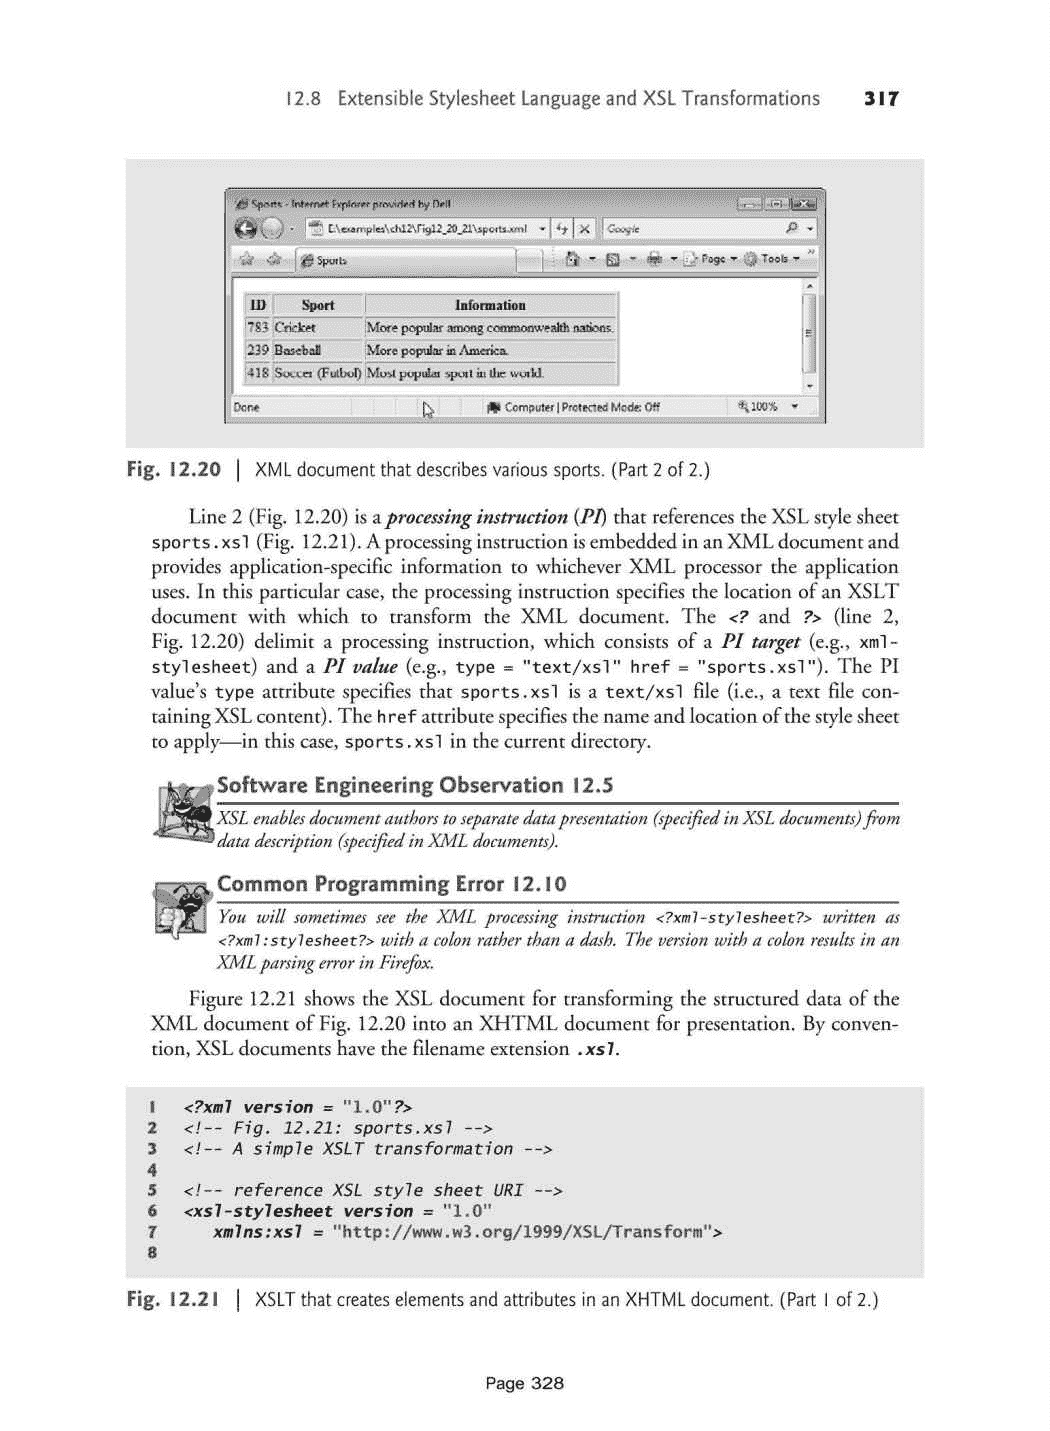 12.8 Extensible Stylesheet Language and XSL Transformations 317
Sports - Internet Explorer provided by Dell
E:\examples\ch12\Fig12_20_21\sports.xml Google
Sports Page Tools
ID Sport Information
783 Cricket More popular among commonwealth nations.
239 Baseball More popular in America.
418 Soccer (Futbol) Most popular sport in the world.
Done Computer | Protected Mode: Off 100%
Fig. 12.20 | XML document that describes various sports. (Part 2 of 2.)
Line 2 (Fig. 12.20) is a processing instruction (PI) that references the XSL style sheet
sports.xsl (Fig. 12.21). A processing instruction is embedded in an XML document and
provides application-specific information to whichever XML processor the application
uses. In this particular case, the processing instruction specifies the location of an XSLT
document with which to transform the XML document. The <? and ?> (line 2,
Fig. 12.20) delimit a processing instruction, which consists of a PI target (e.g., xml-
stylesheet) and a PI value (e.g., type = "text/xsl" href = "sports.xsl"). The PI
value's type attribute specifies that sports.xsl is a text/xsl file (i.e., a text file con-
taining XSL content). The href attribute specifies the name and location of the style sheet
to apply—in this case, sports.xsl in the current directory.
Software Engineering Observation 12.5
XSL enables document authors to separate data presentation (specified in XSL documents) from
data description (specified in XML documents).
Common Programming Error 12.10
You will sometimes see the XML processing instruction <?xml-stylesheet?> written as
<?xml:stylesheet?> with a colon rather than a dash. The version with a colon results in an
XML parsing error in Firefox.
Figure 12.21 shows the XSL document for transforming the structured data of the
XML document of Fig. 12.20 into an XHTML document for presentation. By conven-
tion, XSL documents have the filename extension .xsl.
1 <?xml version = "1.0"?>
2 <!-- Fig. 12.21: sports.xsl -->
3 <!-- A simple XSLT transformation -->
4
5 <!-- reference XSL style sheet URI -->
6 <xsl-stylesheet version = "1.0"
7 xmlns:xsl = "http://www.w3.org/1999/XSL/Transform">
8
Fig. 12.21 | XSLT that creates elements and attributes in an XHTML document. (Part 1 of 2.)
Page 328